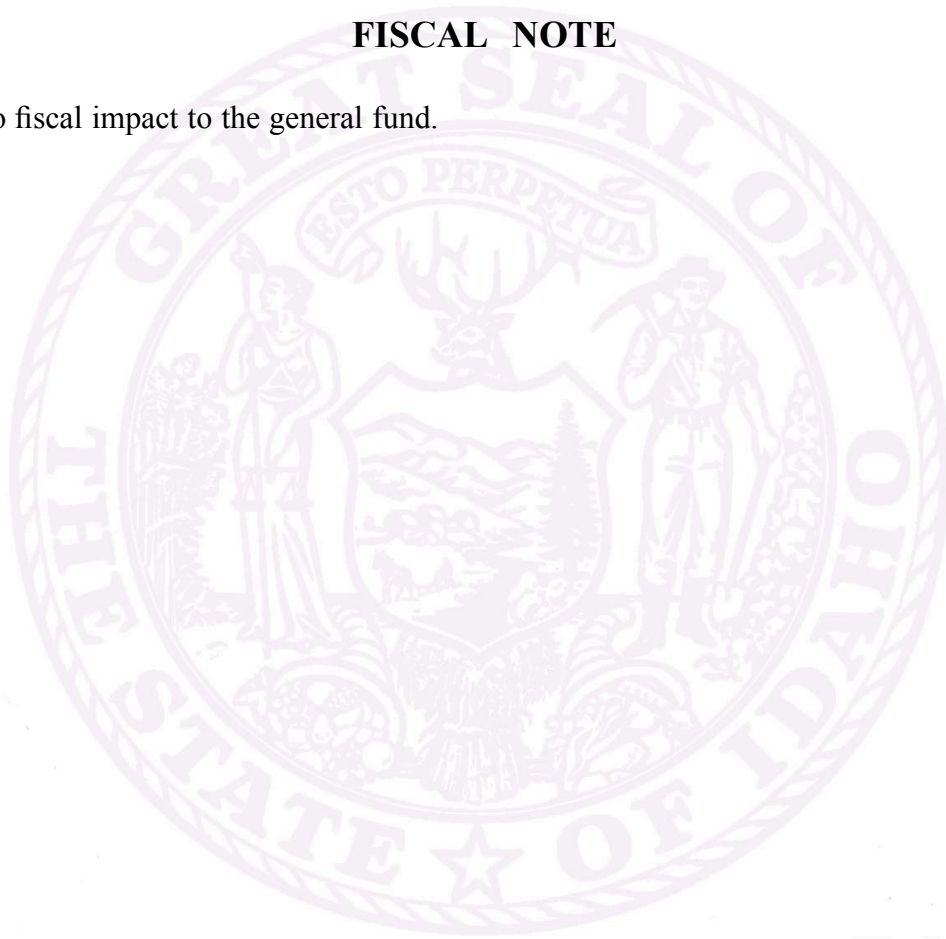 FISCAL NOTE
o fiscal impact to the general fund.
GREAT SEAL OF
ESTO PERPETUA
THE STATE OF IDAHO